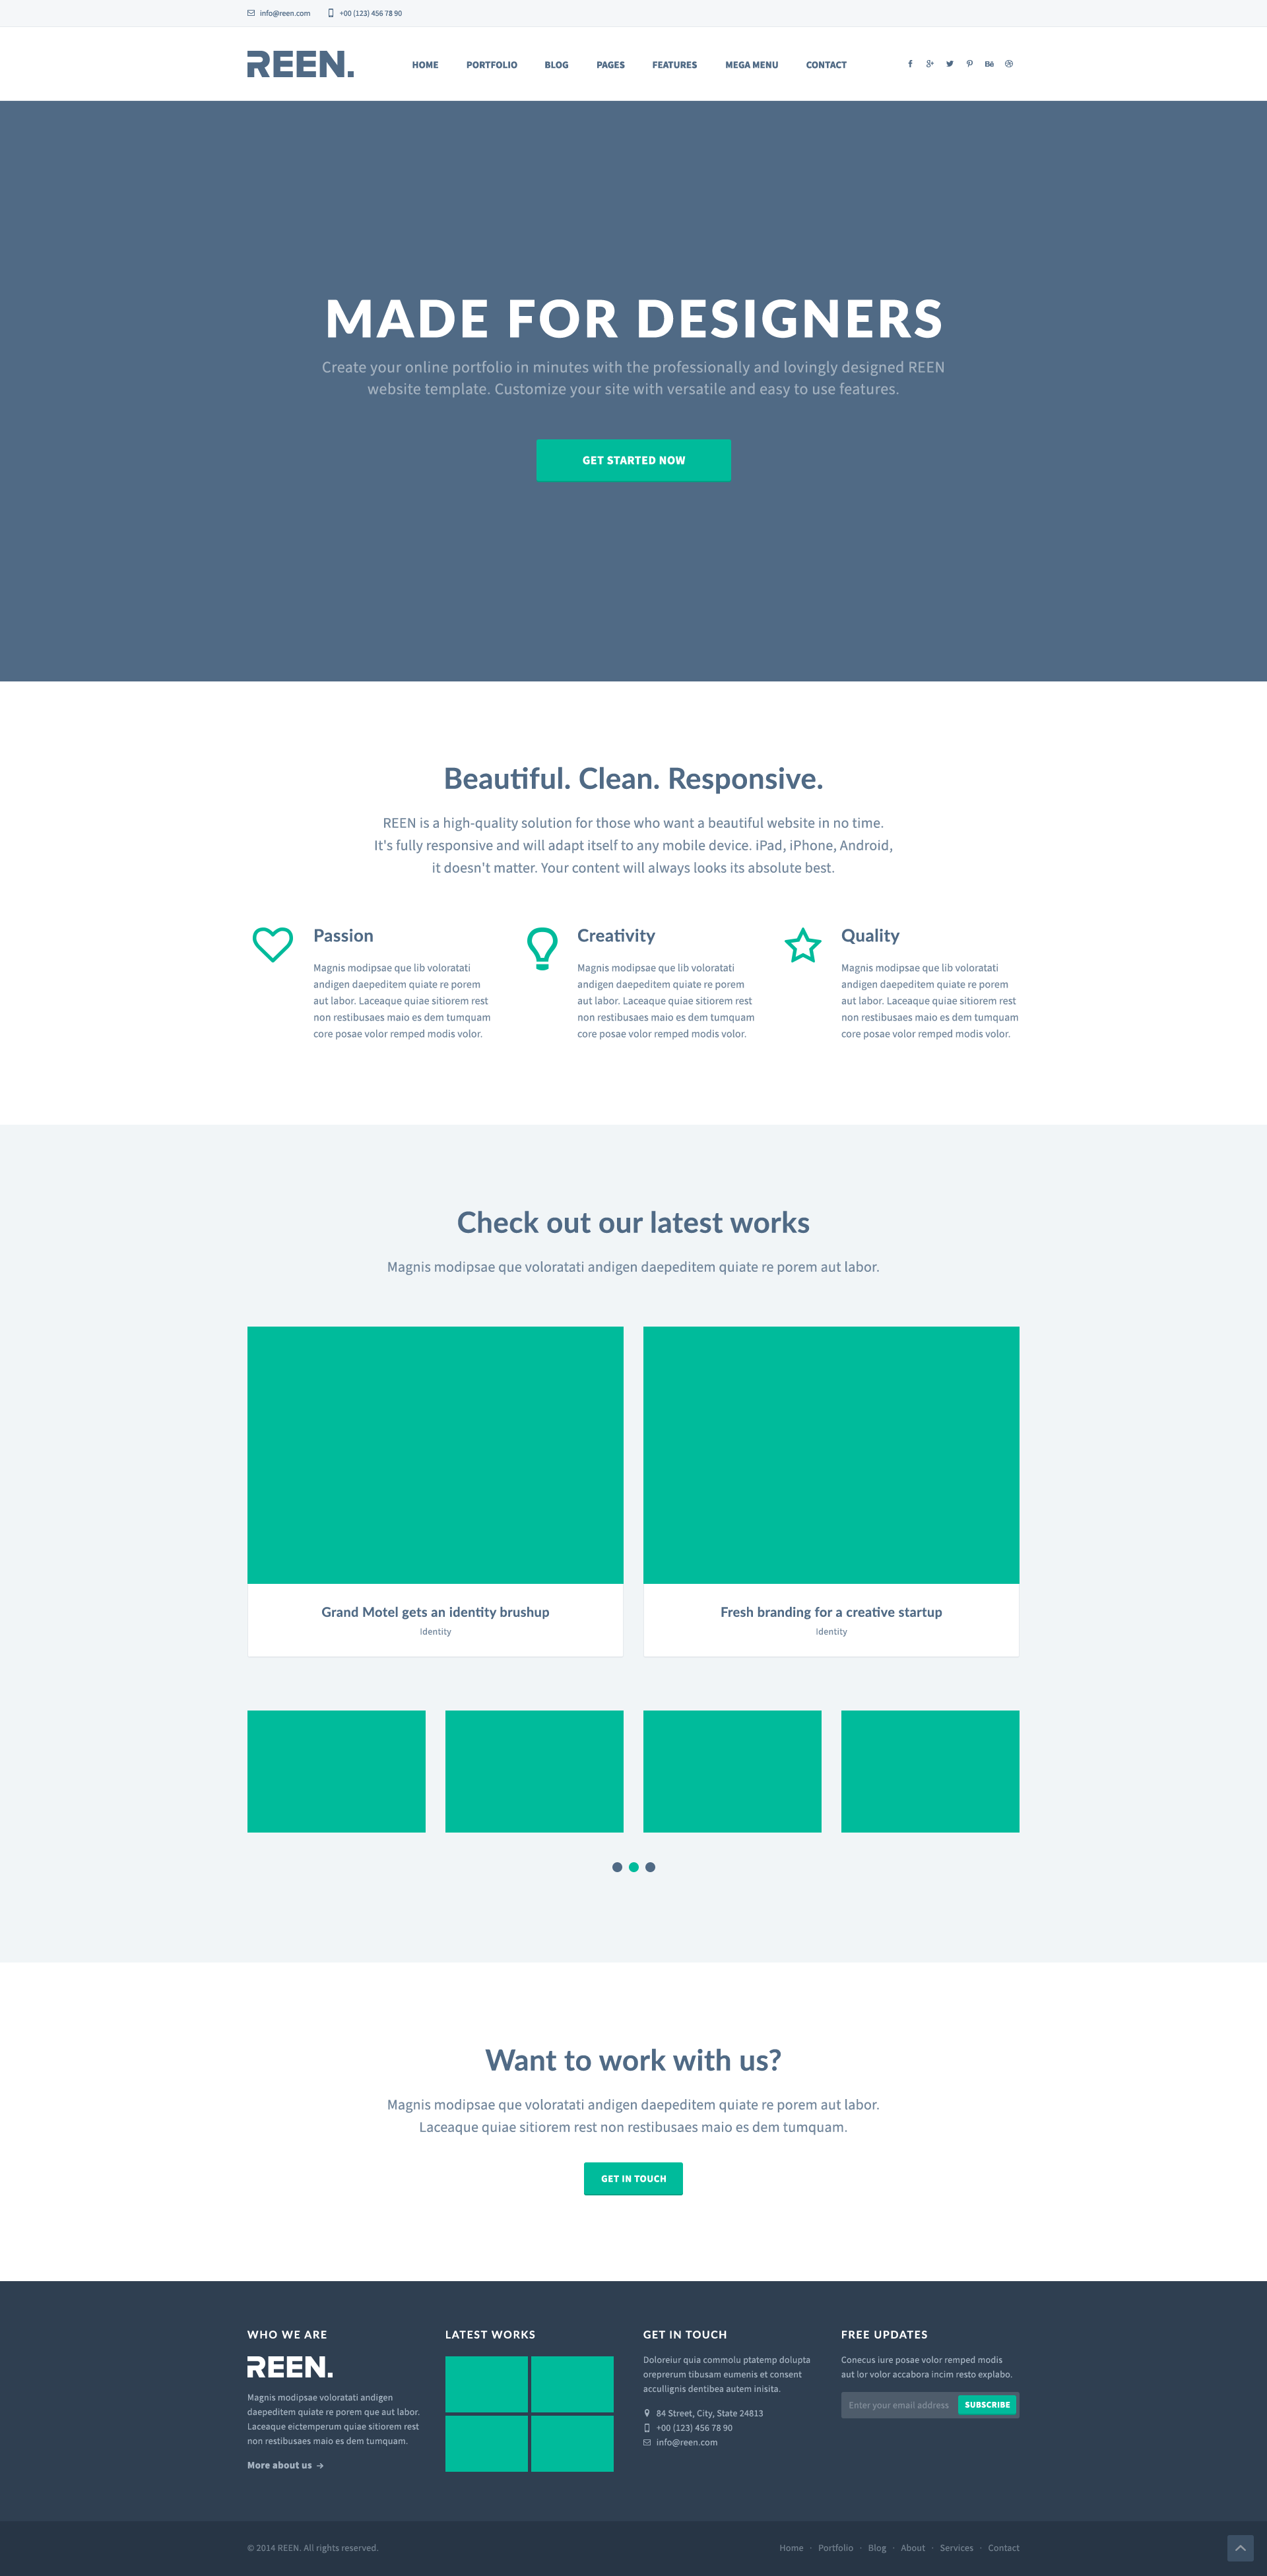 info@reen.com +00 (123) 456 78 90
REEN.
HOME PORTFOLIO BLOG PAGES FEATURES MEGA MENU CONTACT
MADE FOR DESIGNERS
Create your online portfolio in minutes with the professionally and lovingly designed REEN
website template. Customize your site with versatile and easy to use features.
GET STARTED NOW
Beautiful. Clean. Responsive.
REEN is a high-quality solution for those who want a beautiful website in no time.
It's fully responsive and will adapt itself to any mobile device. iPad, iPhone, Android,
it doesn't matter. Your content will always looks its absolute best.
Passion
Magnis modipsae que lib voloratati
andigen daepeditem quiate re porem
aut labor. Laceaque quiae sitiorem rest
non restibusaes maio es dem tumquam
core posae volor remped modis volor.
Creativity
Magnis modipsae que lib voloratati
andigen daepeditem quiate re porem
aut labor. Laceaque quiae sitiorem rest
non restibusaes maio es dem tumquam
core posae volor remped modis volor.
Quality
Magnis modipsae que lib voloratati
andigen daepeditem quiate re porem
aut labor. Laceaque quiae sitiorem rest
non restibusaes maio es dem tumquam
core posae volor remped modis volor.
Check out our latest works
Magnis modipsae que voloratati andigen daepeditem quiate re porem aut labor.
Grand Motel gets an identity brushup
Identity
Fresh branding for a creative startup
Identity
Want to work with us?
Magnis modipsae que voloratati andigen daepeditem quiate re porem aut labor.
Laceaque quiae sitiorem rest non restibusaes maio es dem tumquam.
GET IN TOUCH
WHO WE ARE
REEN.
Magnis modipsae voloratati andigen
daepeditem quiate re porem que aut labor.
Laceaque eictemperum quiae sitiorem rest
non restibusaes maio es dem tumquam.
More about us →
LATEST WORKS
GET IN TOUCH
Doloreiur quia commolu ptatemp dolupta
oreprerum tibusam eumenis et consent
accullignis dentibea autem inisita.
84 Street, City, State 24813
+00 (123) 456 78 90
info@reen.com
FREE UPDATES
Conecus iure posae volor remped modis
aut lor volor accabora incim resto explabo.
Enter your email address SUBSCRIBE
© 2014 REEN. All rights reserved.
Home · Portfolio · Blog · About · Services · Contact